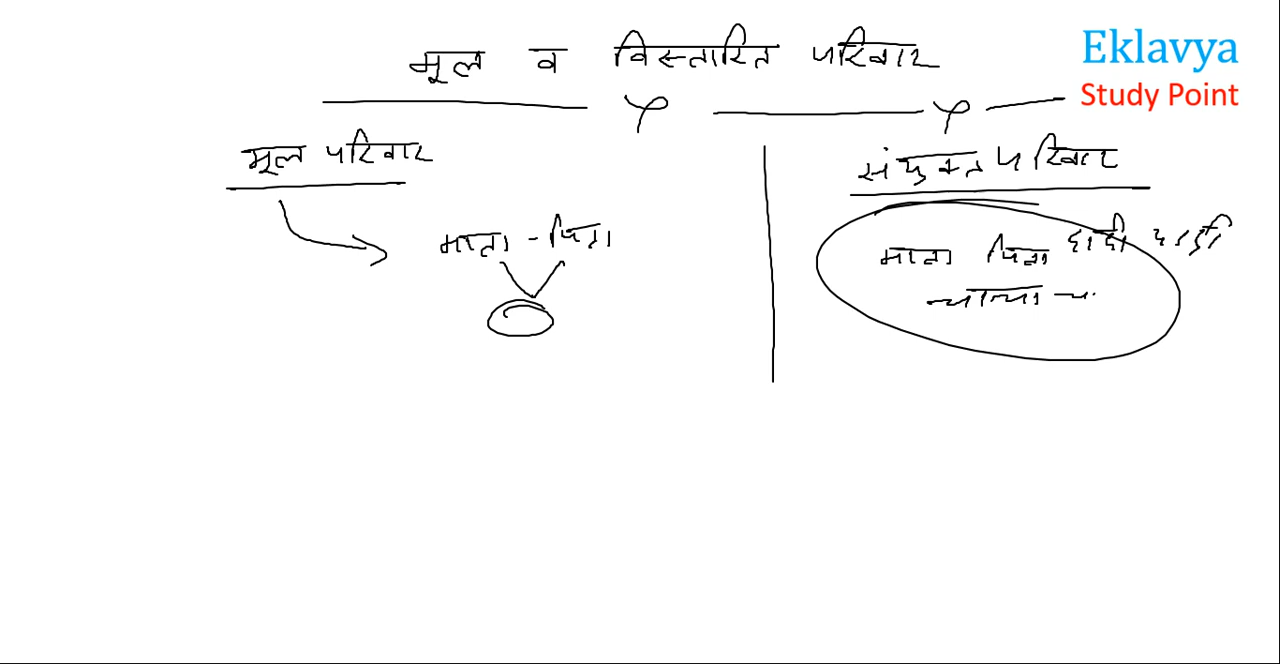 मूल व विस्तारित परिवार
Eklavya
Study Point
मूल परिवार
माता - पिता
संयुक्त परिवार
माता पिता दादी
चाचा